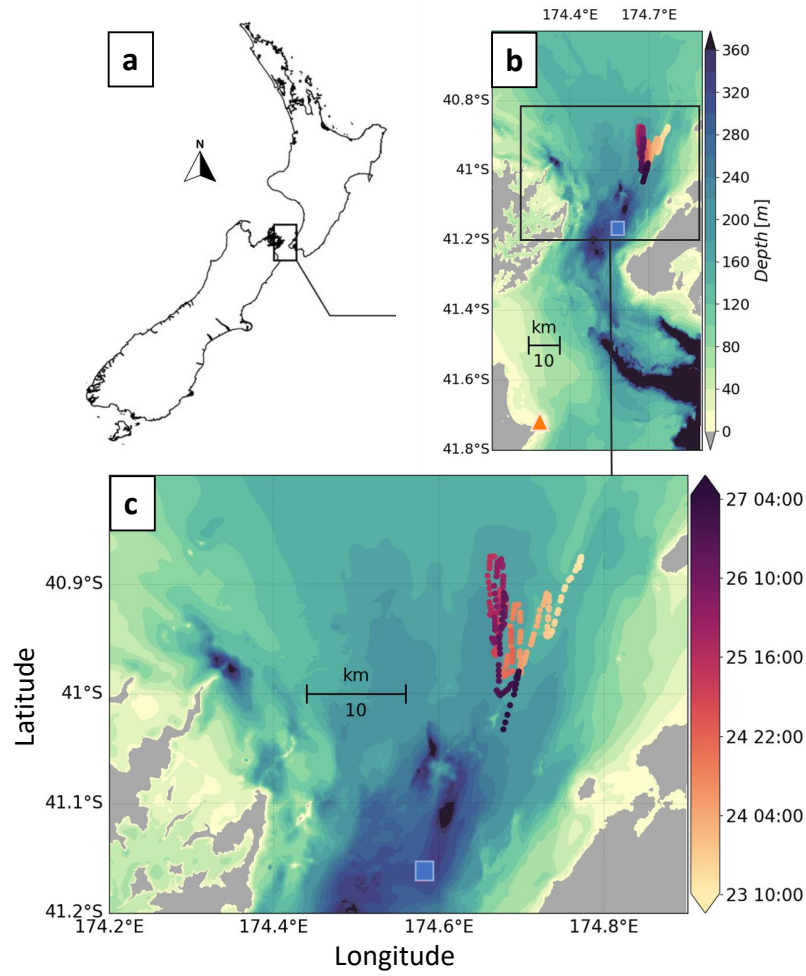 a
N
b
174.4°E 174.7°E
40.8°S
41°S
41.2°S
41.4°S
41.6°S
41.8°S
km
10
360
320
280
240
200
160
120
80
40
0
Depth [m]
c
40.9°S
41°S
41.1°S
41.2°S
174.2°E 174.4°E 174.6°E 174.8°E
km
10
Latitude
Longitude
27 04:00
26 10:00
25 16:00
24 22:00
24 04:00
23 10:00